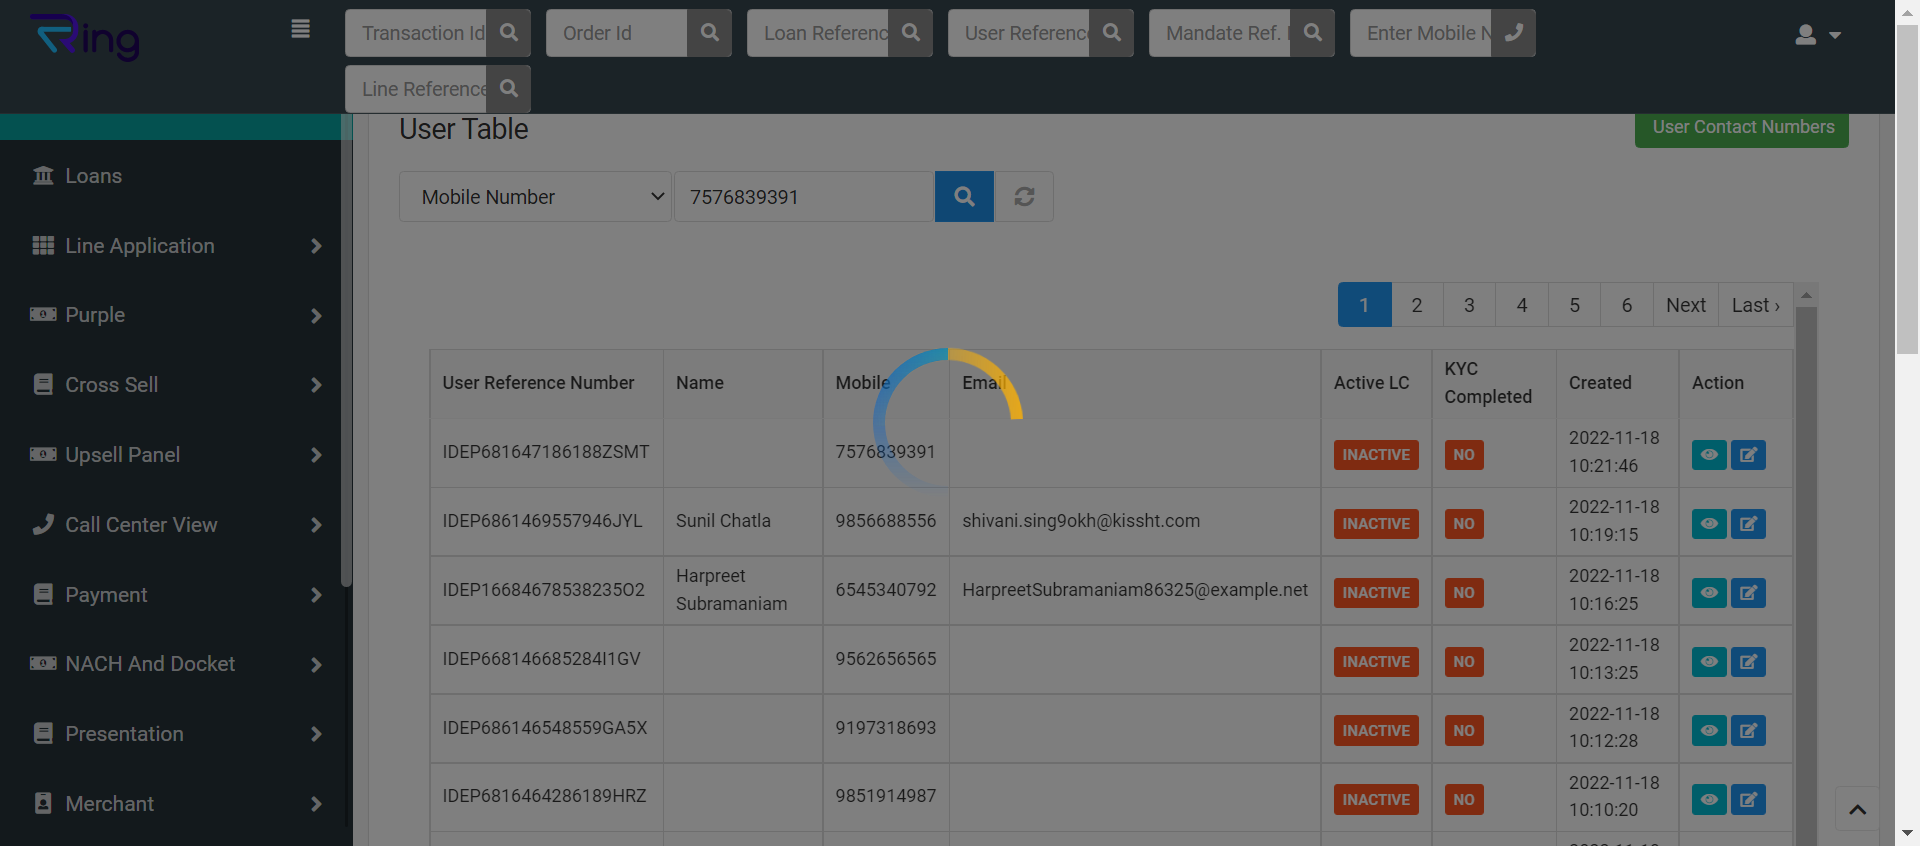 Ring
Transaction Id
Order Id
Loan Referenc
User Referenc
Mandate Ref.
Enter Mobile N
Line Reference
User Table
User Contact Numbers
Loans
Line Application
Purple
Cross Sell
Upsell Panel
Call Center View
Payment
NACH And Docket
Presentation
Merchant
Mobile Number
7576839391
1 2 3 4 5 6 Next Last ›
User Reference Number Name Mobile Email Active LC KYC Completed Created Action
IDEP681647186188ZSMT 7576839391 INACTIVE NO 2022-11-18 10:21:46
IDEP6861469557946JYL Sunil Chatla 9856688556 shivani.sing9okh@kissht.com INACTIVE NO 2022-11-18 10:19:15
IDEP16684678538235O2 Harpreet Subramaniam 6545340792 HarpreetSubramaniam86325@example.net INACTIVE NO 2022-11-18 10:16:25
IDEP668146685284I1GV 9562656565 INACTIVE NO 2022-11-18 10:13:25
IDEP686146548559GA5X 9197318693 INACTIVE NO 2022-11-18 10:12:28
IDEP6816464286189HRZ 9851914987 INACTIVE NO 2022-11-18 10:10:20